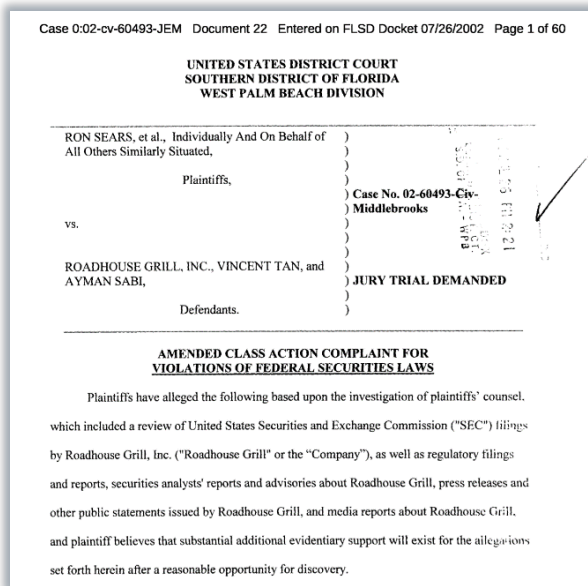 Case 0:02-cv-60493-JEM Document 22 Entered on FLSD Docket 07/26/2002 Page 1 of 60
UNITED STATES DISTRICT COURT
SOUTHERN DISTRICT OF FLORIDA
WEST PALM BEACH DIVISION
RON SEARS, et al., Individually And On Behalf of )
All Others Similarly Situated, )
)
Plaintiffs, )
) Case No. 02-60493-Civ-
) Middlebrooks
vs. )
)
)
ROADHOUSE GRILL, INC., VINCENT TAN, and )
AYMAN SABI, ) JURY TRIAL DEMANDED
)
Defendants. )
AMENDED CLASS ACTION COMPLAINT FOR
VIOLATIONS OF FEDERAL SECURITIES LAWS
Plaintiffs have alleged the following based upon the investigation of plaintiffs' counsel,
which included a review of United States Securities and Exchange Commission ("SEC") filings
by Roadhouse Grill, Inc. ("Roadhouse Grill" or the "Company"), as well as regulatory filings
and reports, securities analysts' reports and advisories about Roadhouse Grill, press releases and
other public statements issued by Roadhouse Grill, and media reports about Roadhouse Grill,
and plaintiff believes that substantial additional evidentiary support will exist for the allegations
set forth herein after a reasonable opportunity for discovery.